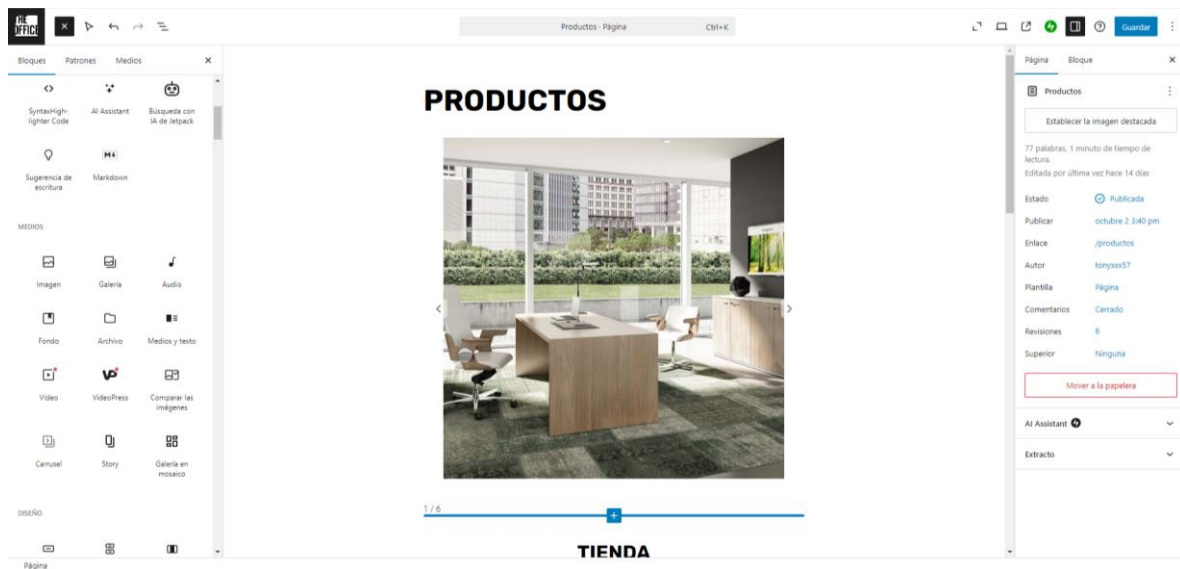 THE
OFFICE
Productos · Página Ctrl+K
Guardar
Bloques Patrones Medios
SyntaxHigh-
lighter Code
AI Assistant
Búsqueda con
IA de Jetpack
Sugerencia de
escritura
M↓
Markdown
MEDIOS
Imagen Galería Audio
Fondo Archivo Medios y texto
Vídeo
VP
VideoPress
Comparar las
imágenes
Carrusel Story
Galería en
mosaico
DISEÑO
Página
PRODUCTOS
1 / 6
TIENDA
Página Bloque
Productos
Establecer la imagen destacada
77 palabras, 1 minuto de tiempo de
lectura.
Editada por última vez hace 14 días
Estado Publicada
Publicar octubre 2 3:40 pm
Enlace /productos
Autor tonyxxx57
Plantilla Página
Comentarios Cerrado
Revisiones 6
Superior Ninguna
Mover a la papelera
AI Assistant
Extracto